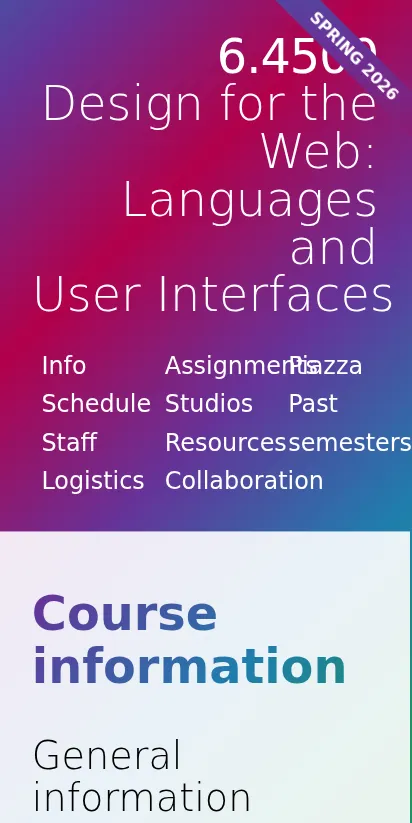 SPRING 2026
6.4500
Design for the
Web:
Languages
and
User Interfaces
Info
Schedule
Staff
Logistics
Assignments
Studios
Resources
Collaboration
Piazza
Past
semesters
Course
information
General
information